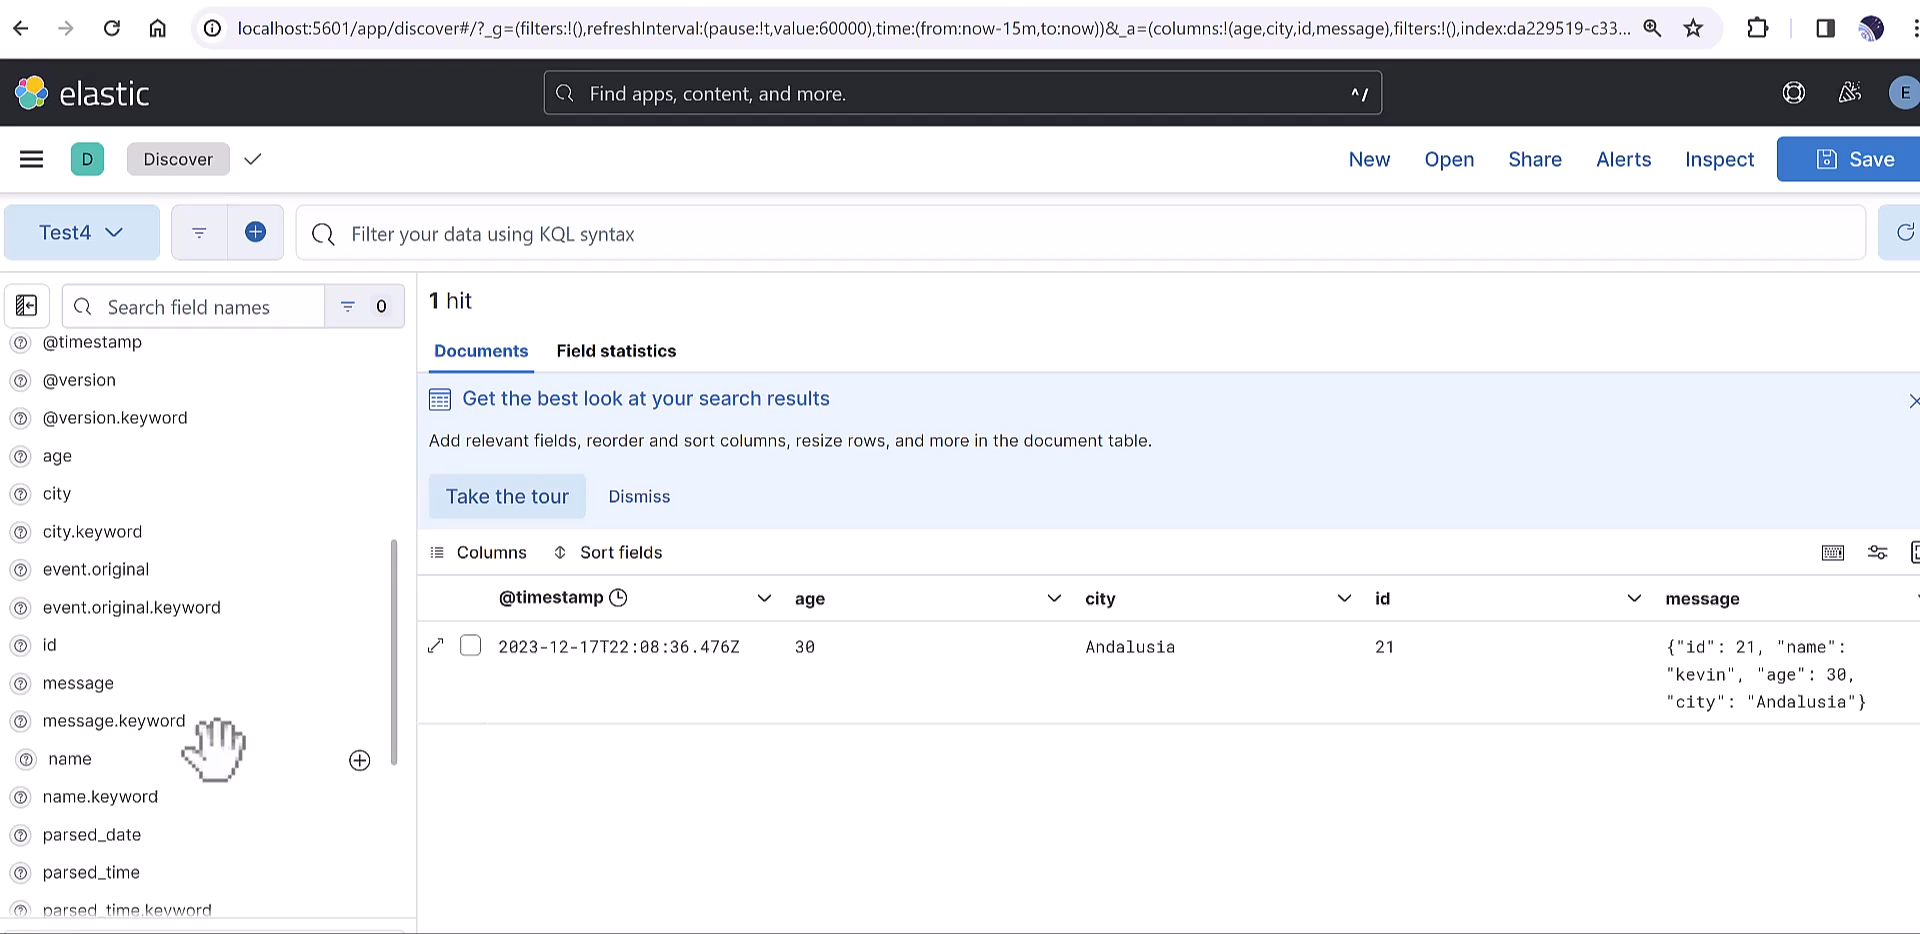 localhost:5601/app/discover#/?_g=(filters:!(),refreshInterval:(pause:!t,value:60000),time:(from:now-15m,to:now))&_a=(columns:!(age,city,id,message),filters:!(),index:da229519-c33...
elastic
Find apps, content, and more.
^/
E
D
Discover
New
Open
Share
Alerts
Inspect
Save
Test4
Filter your data using KQL syntax
Search field names
0
@timestamp
@version
@version.keyword
age
city
city.keyword
event.original
event.original.keyword
id
message
message.keyword
name
name.keyword
parsed_date
parsed_time
parsed_time.keyword
1 hit
Documents
Field statistics
Get the best look at your search results
Add relevant fields, reorder and sort columns, resize rows, and more in the document table.
Take the tour
Dismiss
Columns
Sort fields
@timestamp
age
city
id
message
2023-12-17T22:08:36.476Z
30
Andalusia
21
{"id": 21, "name":
"kevin", "age": 30,
"city": "Andalusia"}